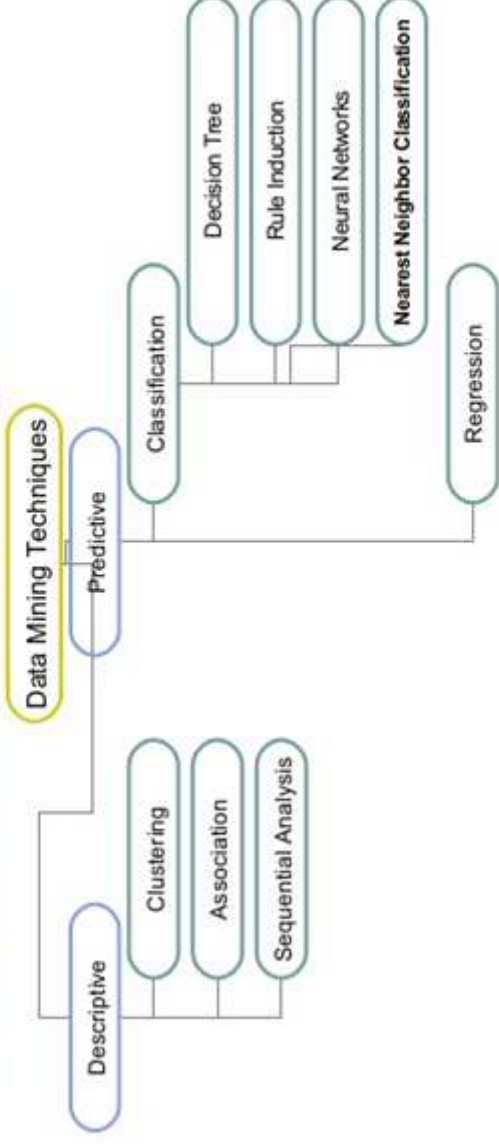 Data Mining Techniques
Descriptive
Clustering
Association
Sequential Analysis
Predictive
Classification
Decision Tree
Rule Induction
Neural Networks
Nearest Neighbor Classification
Regression